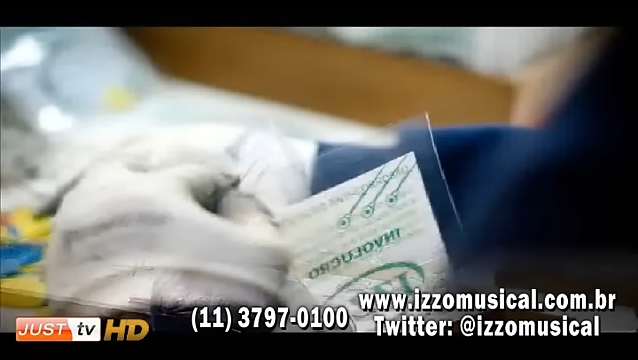 INVOLUCRO
www.izzomusical.com.br
(11) 3797-0100
Twitter: @izzomusical
JUST tv HD